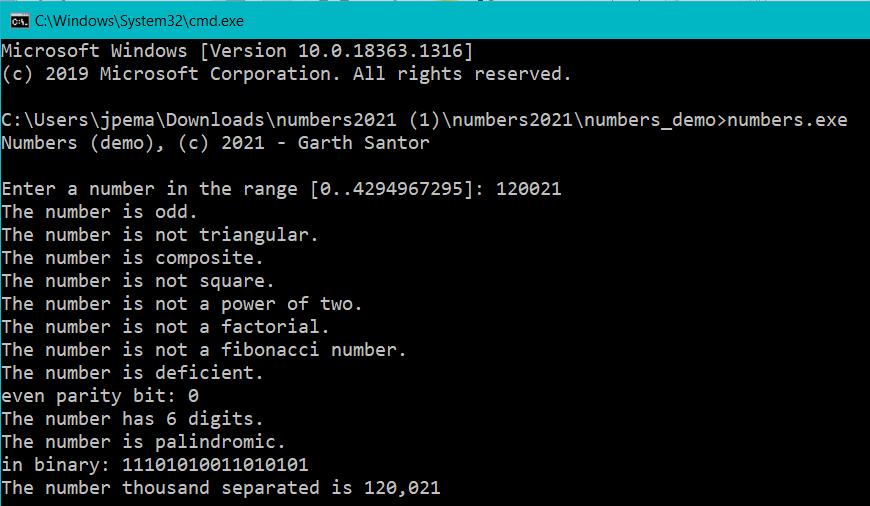 C:\Windows\System32\cmd.exe
Microsoft Windows [Version 10.0.18363.1316]
(c) 2019 Microsoft Corporation. All rights reserved.
C:\Users\jpema\Downloads\numbers2021 (1)\numbers2021\numbers_demo>numbers.exe
Numbers (demo), (c) 2021 - Garth Santor
Enter a number in the range [0..4294967295]: 120021
The number is odd.
The number is not triangular.
The number is composite.
The number is not square.
The number is not a power of two.
The number is not a factorial.
The number is not a fibonacci number.
The number is deficient.
even parity bit: 0
The number has 6 digits.
The number is palindromic.
in binary: 11101010011010101
The number thousand separated is 120,021